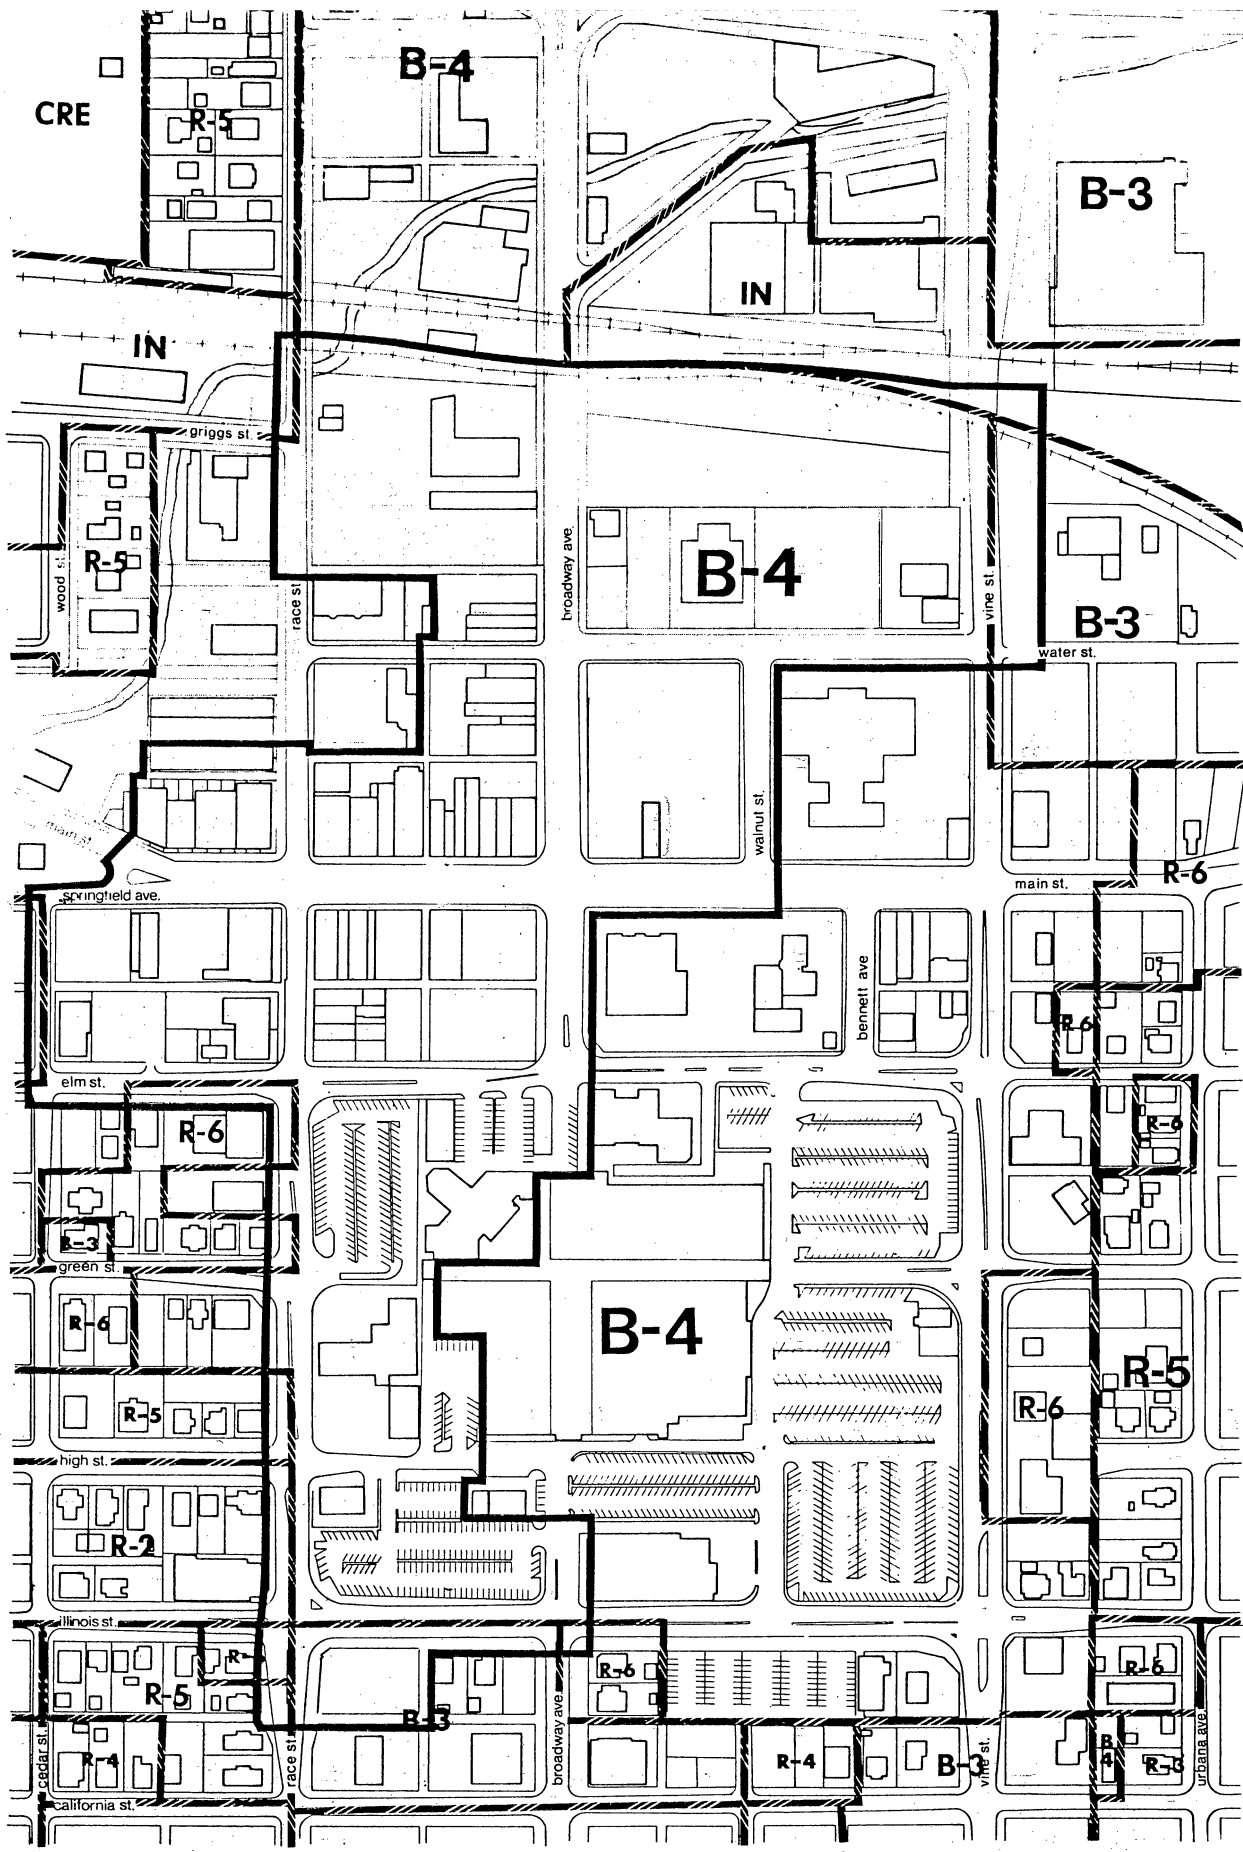 B-4
CRE
R-5
B-3
IN
IN
griggs st.
R-5
wood st.
race st.
broadway ave.
B-4
vine st.
B-3
water st.
walnut st.
main st.
springfield ave.
main st.
R-6
bennett ave
R-6
elm st.
R-6
R-6
R-3
green st.
R-6
B-4
R-5
R-6
R-5
high st.
R-2
illinois st.
R-
R-5
R-6
R-6
B-3
cedar st.
race st.
broadway ave.
R-4
R-4
B-3
vine st.
B
4
R-3
urbana ave.
california st.